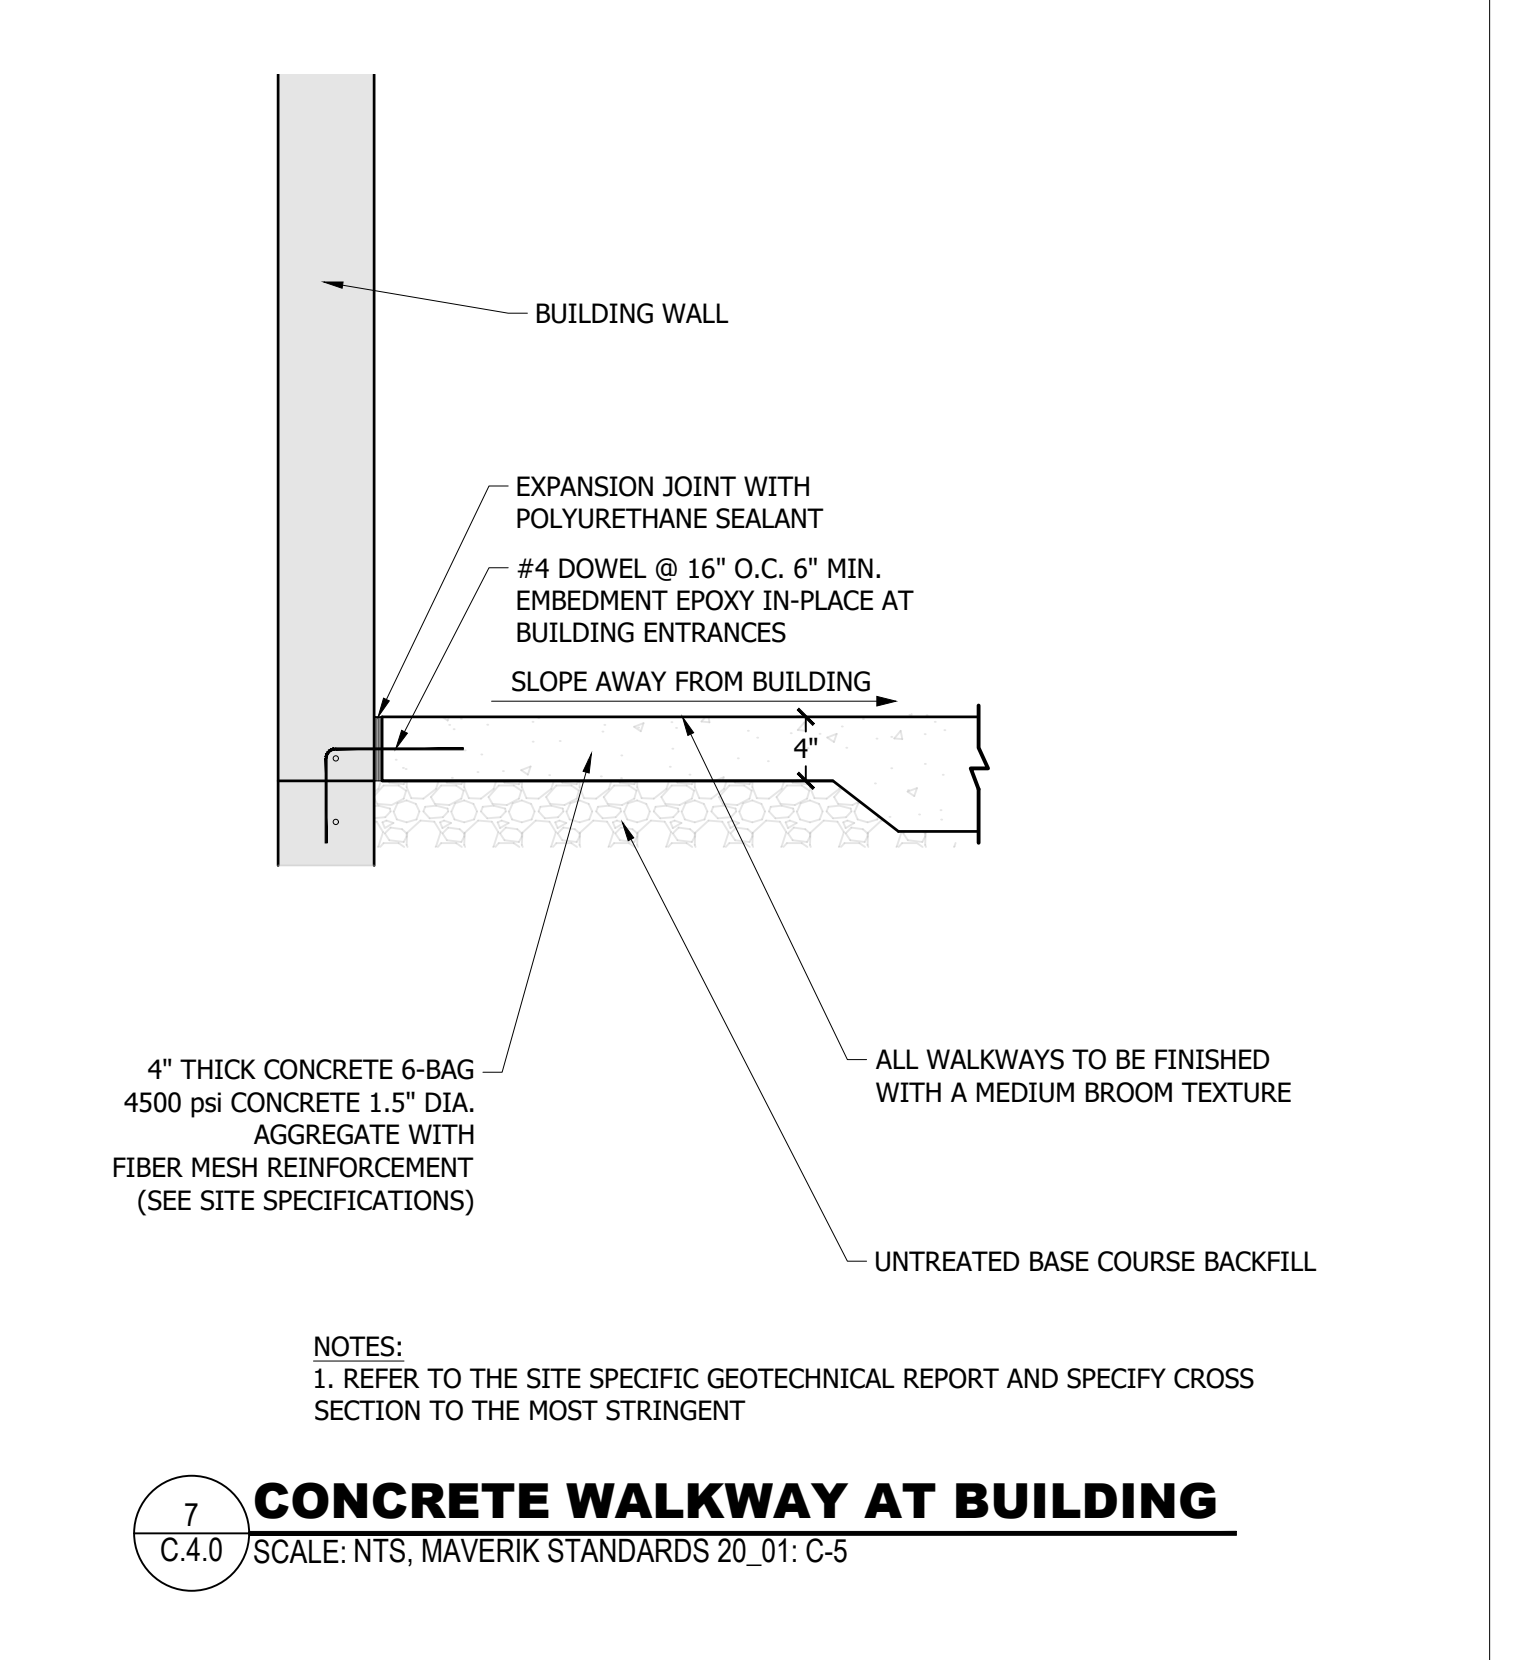 BUILDING WALL
EXPANSION JOINT WITH
POLYURETHANE SEALANT
#4 DOWEL @ 16" O.C. 6" MIN.
EMBEDMENT EPOXY IN-PLACE AT
BUILDING ENTRANCES
SLOPE AWAY FROM BUILDING
4"
4" THICK CONCRETE 6-BAG
4500 psi CONCRETE 1.5" DIA.
AGGREGATE WITH
FIBER MESH REINFORCEMENT
(SEE SITE SPECIFICATIONS)
ALL WALKWAYS TO BE FINISHED
WITH A MEDIUM BROOM TEXTURE
UNTREATED BASE COURSE BACKFILL
NOTES:
1. REFER TO THE SITE SPECIFIC GEOTECHNICAL REPORT AND SPECIFY CROSS
SECTION TO THE MOST STRINGENT
7
C.4.0
CONCRETE WALKWAY AT BUILDING
SCALE: NTS, MAVERIK STANDARDS 20_01: C-5